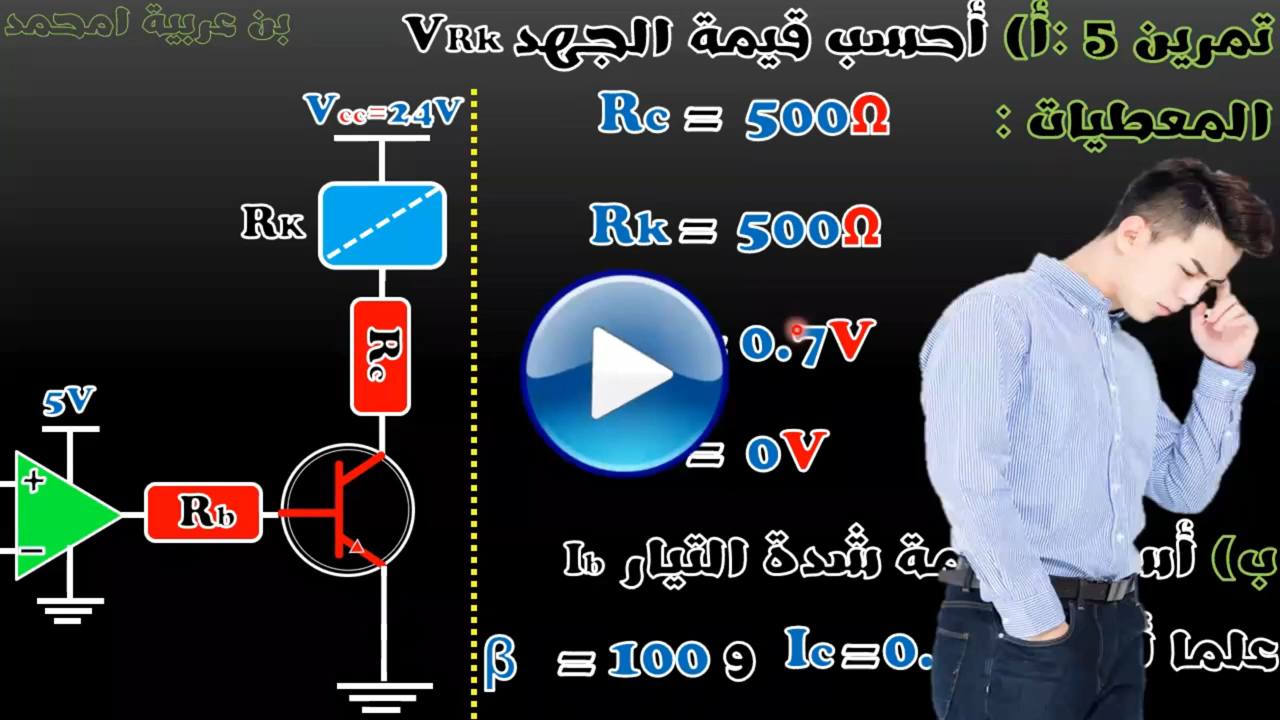 بن عربية امحمد
تمرين 5 :أ) أحسب قيمة الجهد VRk
المعطيات :
Rc = 500Ω
Rk = 500Ω
0.7V
= 0V
ب)
شدة التيار Ib
علما
β = 100 و Ic=0.
Vcc=24V
RK
Rc
5V
+
−
Rb